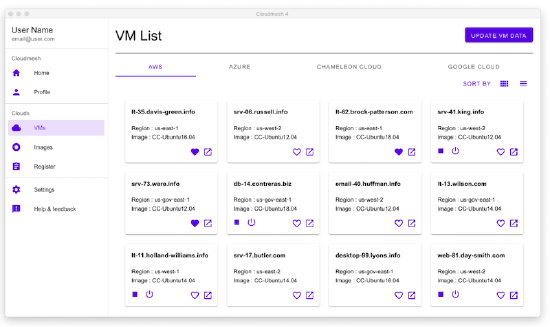 Cloudmesh 4
User Name
email@user.com
Cloudmesh
Home
Profile
Clouds
VMs
Images
Register
Settings
Help & feedback
VM List
UPDATE VM DATA
AWS
AZURE
CHAMELEON CLOUD
GOOGLE CLOUD
SORT BY
lt-35.davis-green.info
Region : us-east-1
Image : CC-Ubuntu18.04
srv-06.russell.info
Region : us-west-2
Image : CC-Ubuntu12.04
lt-62.brock-patterson.com
Region : us-west-1
Image : CC-Ubuntu18.04
srv-41.king.info
Region : us-west-2
Image : CC-Ubuntu12.04
srv-73.ware.info
Region : us-gov-east-1
Image : CC-Ubuntu18.04
db-14.contreras.biz
Region : us-east-1
Image : CC-Ubuntu14.04
email-40.huffman.info
Region : us-west-2
Image : CC-Ubuntu12.04
lt-13.wilson.com
Region : us-gov-east-1
Image : CC-Ubuntu14.04
lt-11.holland-williams.info
Region : us-west-1
Image : CC-Ubuntu14.04
srv-17.butler.com
Region : us-east-2
Image : CC-Ubuntu14.04
desktop-99.lyons.info
Region : us-gov-east-1
Image : CC-Ubuntu16.04
web-81.day-smith.com
Region : us-west-2
Image : CC-Ubuntu14.04